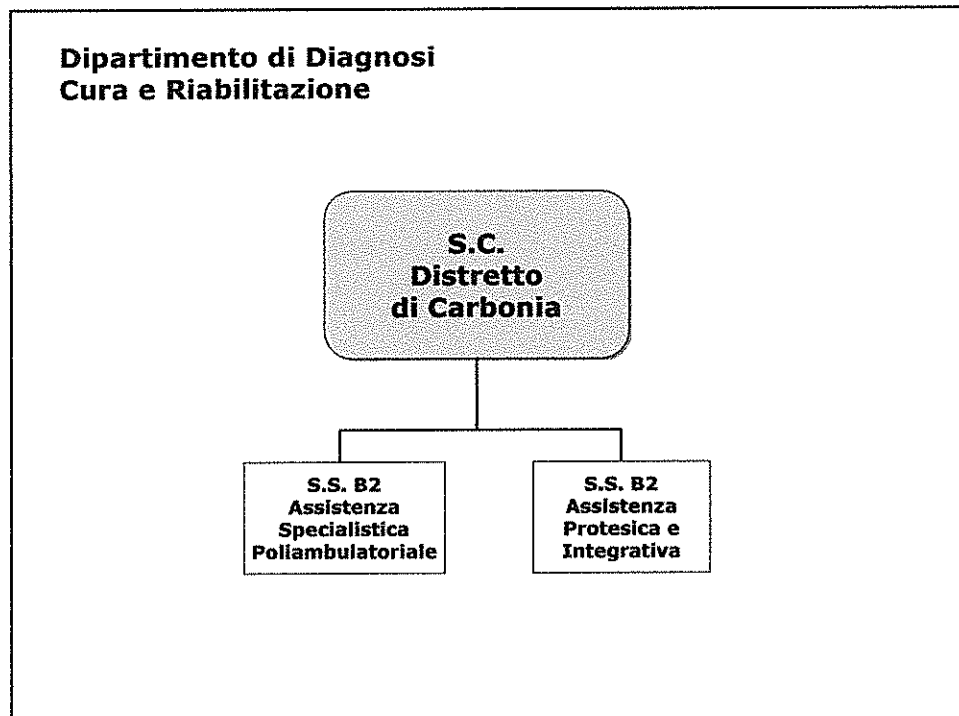 Dipartimento di Diagnosi
Cura e Riabilitazione
S.C.
Distretto
di Carbonia
S.S. B2
Assistenza
Specialistica
Poliambulatoriale
S.S. B2
Assistenza
Protesica e
Integrativa